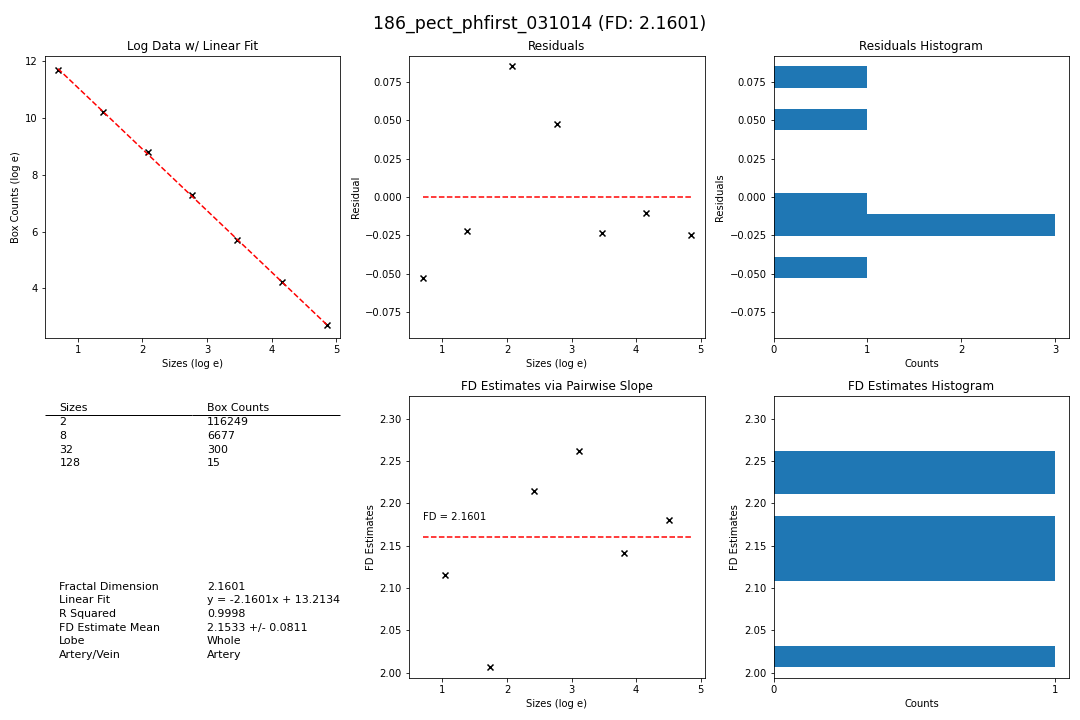 186_pect_phfirst_031014 (FD: 2.1601)
Log Data w/ Linear Fit
Box Counts (log e)
12
10
8
6
4
1 2 3 4 5
Sizes (log e)
Residuals
Residual
0.075
0.050
0.025
0.000
−0.025
−0.050
−0.075
1 2 3 4 5
Sizes (log e)
Residuals Histogram
Residuals
0.075
0.050
0.025
0.000
−0.025
−0.050
−0.075
0 1 2 3
Counts
Sizes Box Counts
2 116249
8 6677
32 300
128 15
Fractal Dimension 2.1601
Linear Fit y = -2.1601x + 13.2134
R Squared 0.9998
FD Estimate Mean 2.1533 +/- 0.0811
Lobe Whole
Artery/Vein Artery
FD Estimates via Pairwise Slope
FD Estimates
2.30
2.25
2.20
2.15
2.10
2.05
2.00
FD = 2.1601
1 2 3 4 5
Sizes (log e)
FD Estimates Histogram
FD Estimates
2.30
2.25
2.20
2.15
2.10
2.05
2.00
0 1
Counts